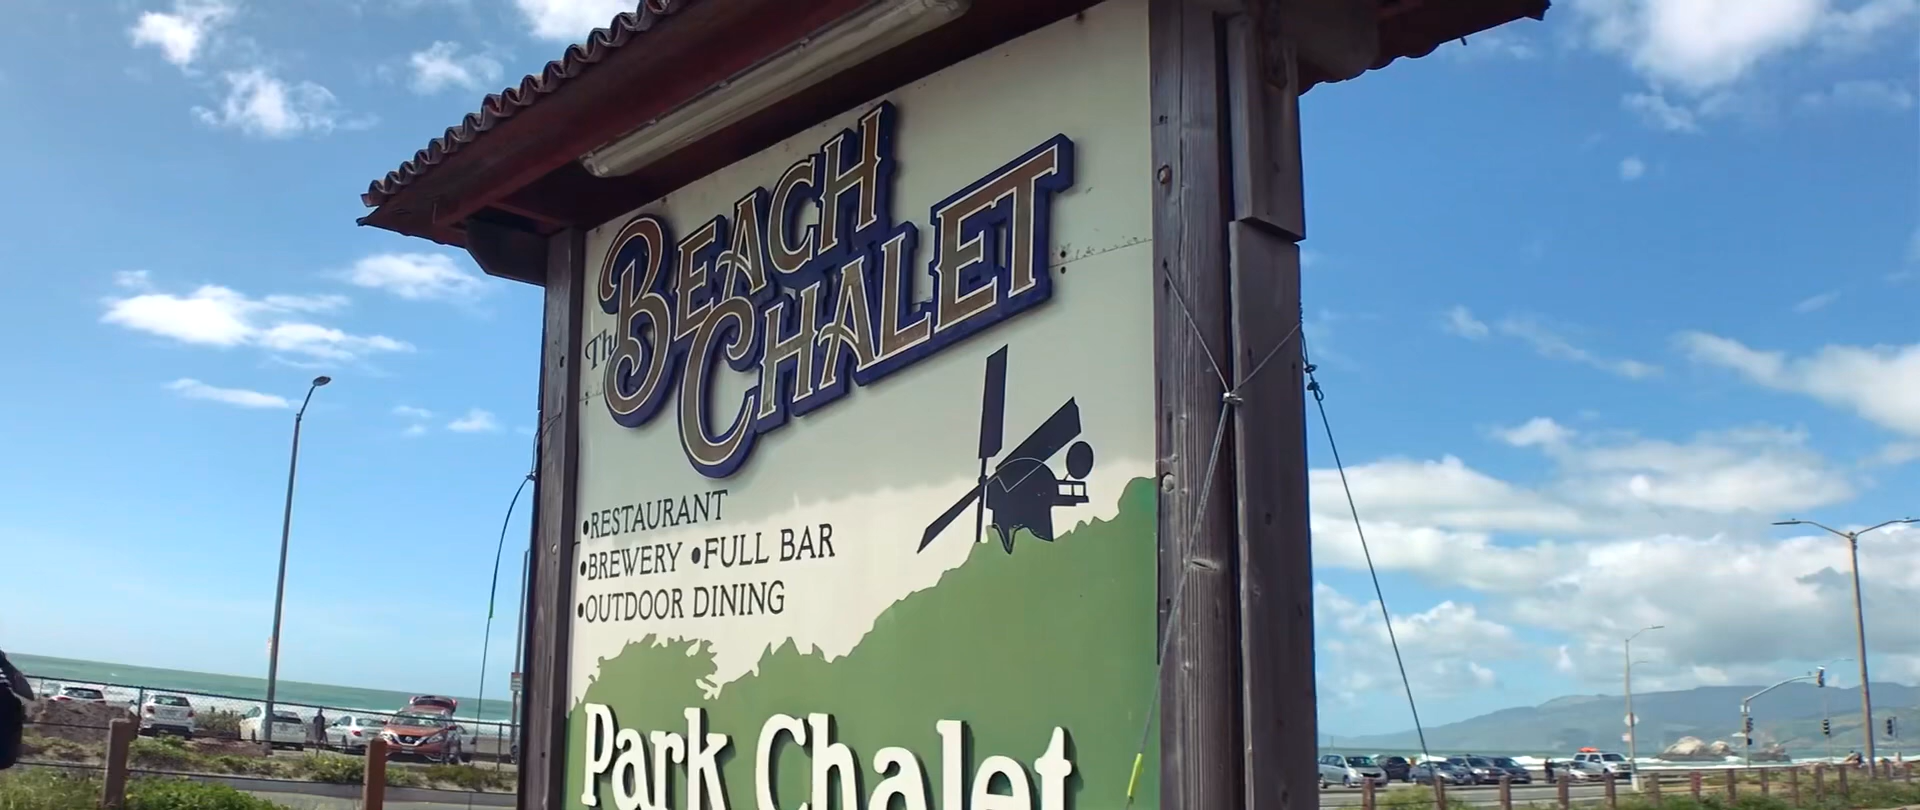 The BEACH
CHALET
•RESTAURANT
•BREWERY •FULL BAR
•OUTDOOR DINING
Park Chalet